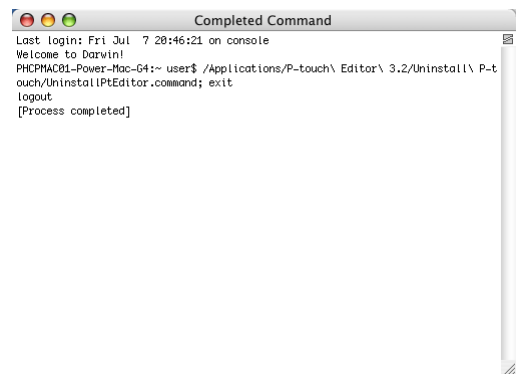 Completed Command
Last login: Fri Jul  7 20:46:21 on console
Welcome to Darwin!
PHCPMAC01-Power-Mac-G4:~ user$ /Applications/P-touch\ Editor\ 3.2/Uninstall\ P-t
ouch/UninstallPtEditor.command; exit
logout
[Process completed]